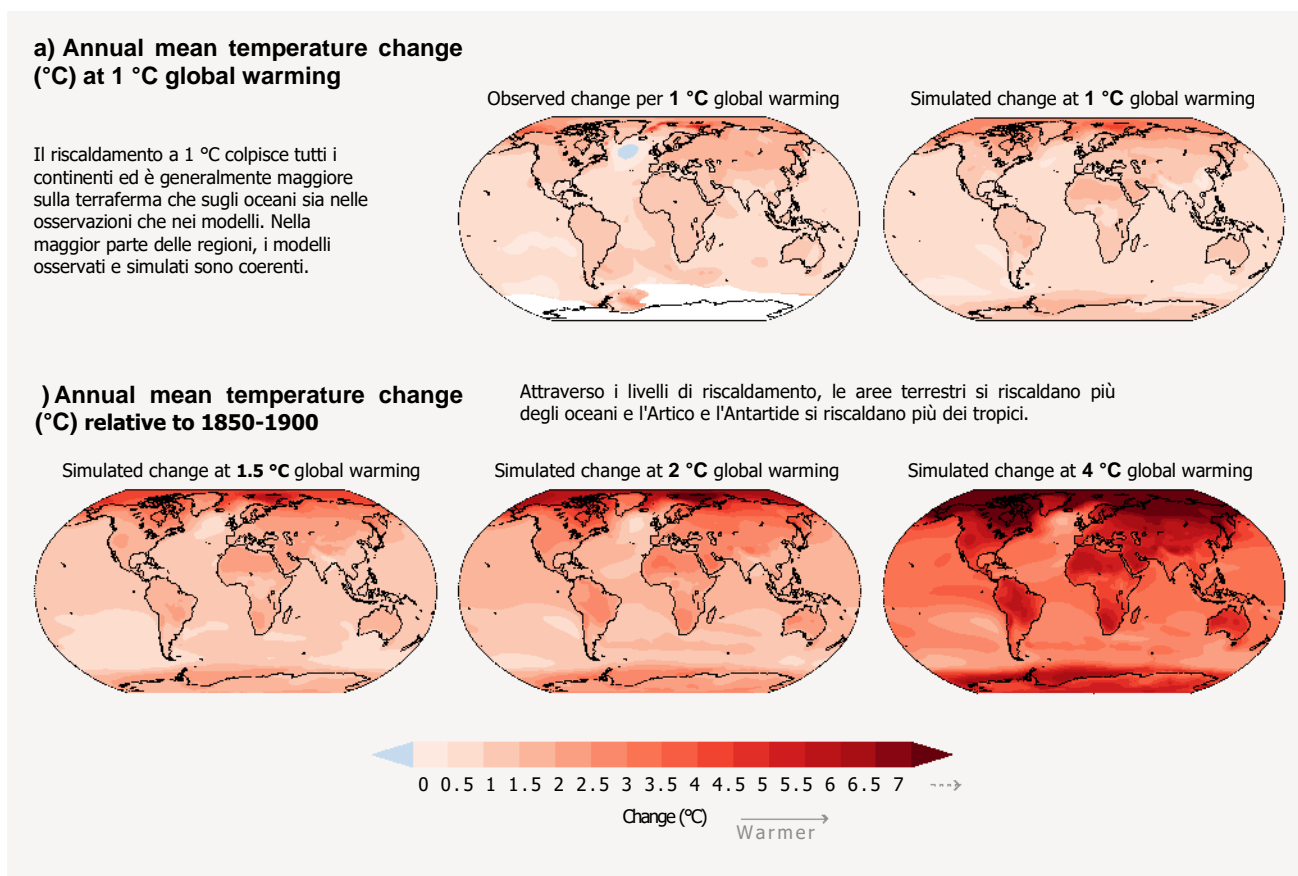 a) Annual mean temperature change
(°C) at 1 °C global warming
Il riscaldamento a 1 °C colpisce tutti i
continenti ed è generalmente maggiore
sulla terraferma che sugli oceani sia nelle
osservazioni che nei modelli. Nella
maggior parte delle regioni, i modelli
osservati e simulati sono coerenti.
Observed change per 1 °C global warming
Simulated change at 1 °C global warming
) Annual mean temperature change
(°C) relative to 1850-1900
Attraverso i livelli di riscaldamento, le aree terrestri si riscaldano più
degli oceani e l'Artico e l'Antartide si riscaldano più dei tropici.
Simulated change at 1.5 °C global warming
Simulated change at 2 °C global warming
Simulated change at 4 °C global warming
0 0.5 1 1.5 2 2.5 3 3.5 4 4.5 5 5.5 6 6.5 7
Change (°C)
Warmer